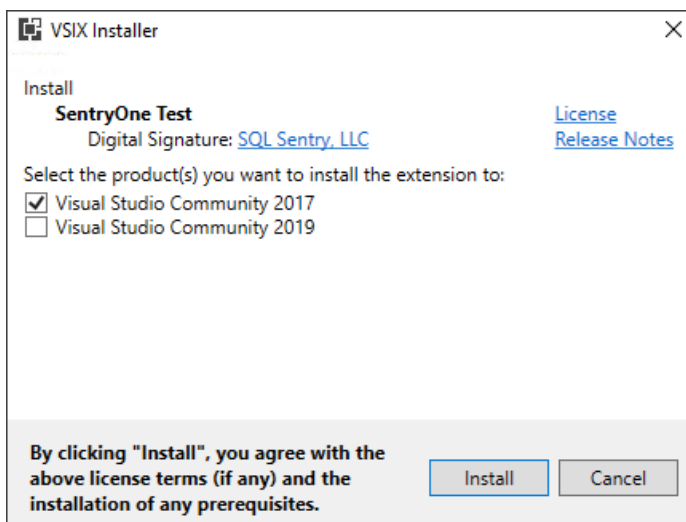 VSIX Installer
Install
SentryOne Test
License
Digital Signature: SQL Sentry, LLC
Release Notes
Select the product(s) you want to install the extension to:
Visual Studio Community 2017
Visual Studio Community 2019
By clicking "Install", you agree with the
above license terms (if any) and the
installation of any prerequisites.
Install
Cancel